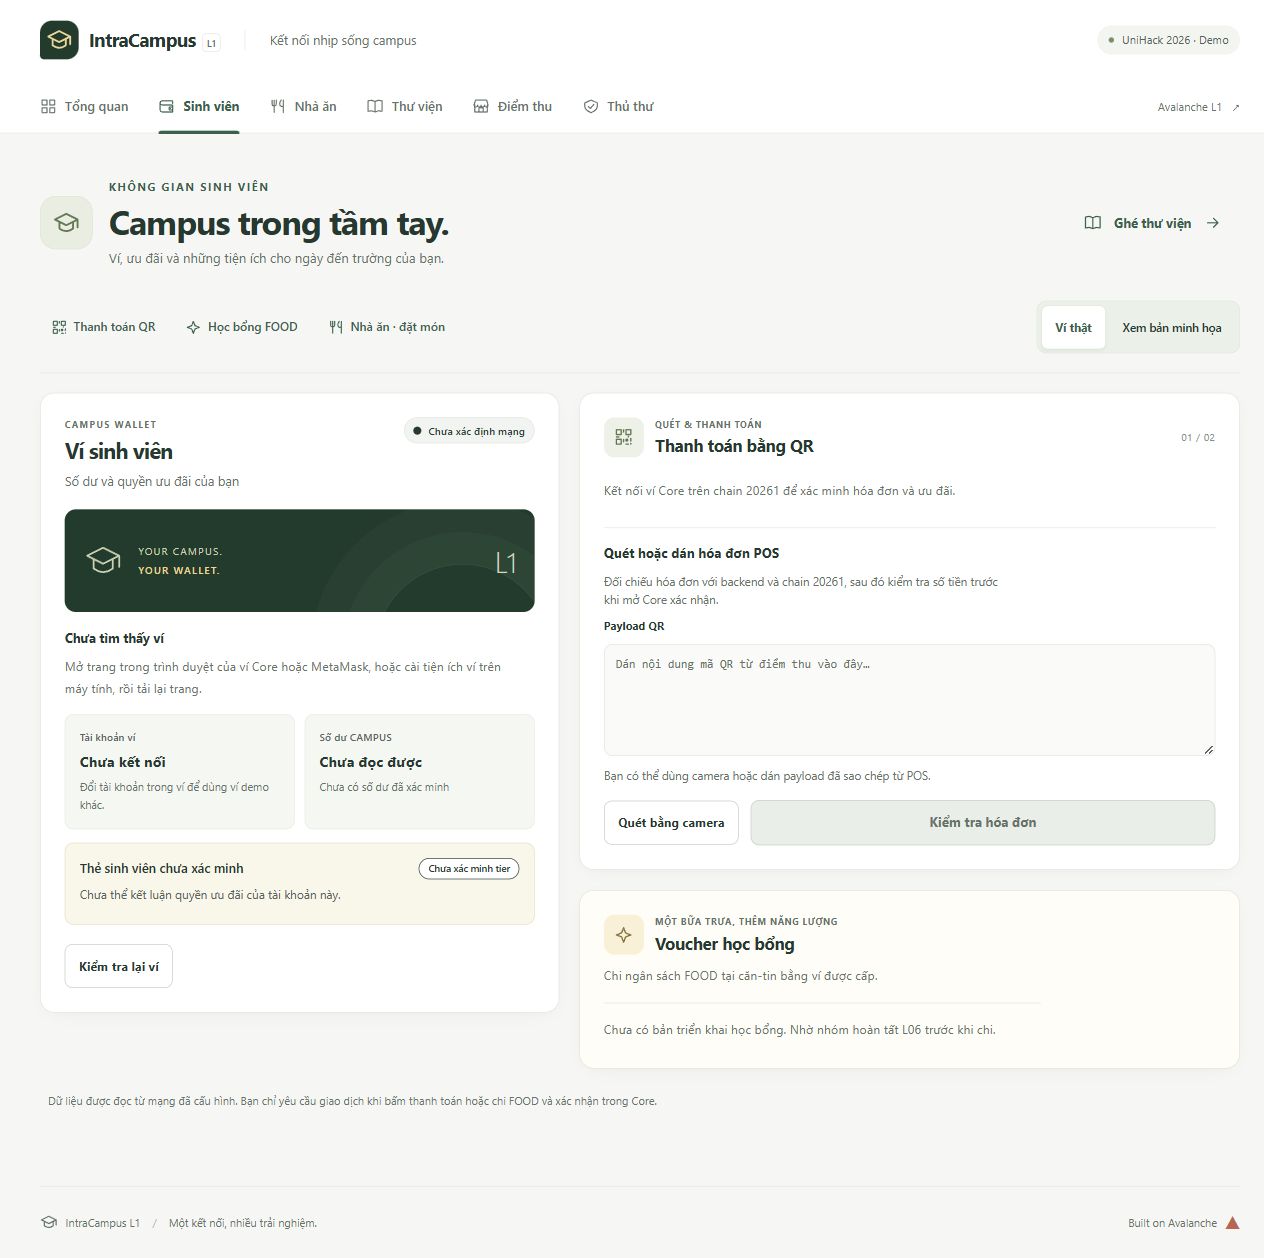 IntraCampus L1
Kết nối nhịp sống campus
UniHack 2026 · Demo
Tổng quan
Sinh viên
Nhà ăn
Thư viện
Điểm thu
Thủ thư
Avalanche L1 ↗
KHÔNG GIAN SINH VIÊN
Campus trong tầm tay.
Ví, ưu đãi và những tiện ích cho ngày đến trường của bạn.
Ghé thư viện →
Thanh toán QR
Học bổng FOOD
Nhà ăn · đặt món
Ví thật
Xem bản minh họa
CAMPUS WALLET
Ví sinh viên
Số dư và quyền ưu đãi của bạn
Chưa xác định mạng
YOUR CAMPUS.
YOUR WALLET.
L1
Chưa tìm thấy ví
Mở trang trong trình duyệt của ví Core hoặc MetaMask, hoặc cài tiện ích ví trên
máy tính, rồi tải lại trang.
Tài khoản ví
Chưa kết nối
Đổi tài khoản trong ví để dùng ví demo
khác.
Số dư CAMPUS
Chưa đọc được
Chưa có số dư đã xác minh
Thẻ sinh viên chưa xác minh
Chưa xác minh tier
Chưa thể kết luận quyền ưu đãi của tài khoản này.
Kiểm tra lại ví
QUÉT & THANH TOÁN
Thanh toán bằng QR
01 / 02
Kết nối ví Core trên chain 20261 để xác minh hóa đơn và ưu đãi.
Quét hoặc dán hóa đơn POS
Đối chiếu hóa đơn với backend và chain 20261, sau đó kiểm tra số tiền trước
khi mở Core xác nhận.
Payload QR
Dán nội dung mã QR từ điểm thu vào đây…
Bạn có thể dùng camera hoặc dán payload đã sao chép từ POS.
Quét bằng camera
Kiểm tra hóa đơn
MỘT BỮA TRƯA, THÊM NĂNG LƯỢNG
Voucher học bổng
Chi ngân sách FOOD tại căn-tin bằng ví được cấp.
Chưa có bản triển khai học bổng. Nhờ nhóm hoàn tất L06 trước khi chi.
Dữ liệu được đọc từ mạng đã cấu hình. Bạn chỉ yêu cầu giao dịch khi bấm thanh toán hoặc chi FOOD và xác nhận trong Core.
IntraCampus L1 / Một kết nối, nhiều trải nghiệm.
Built on Avalanche